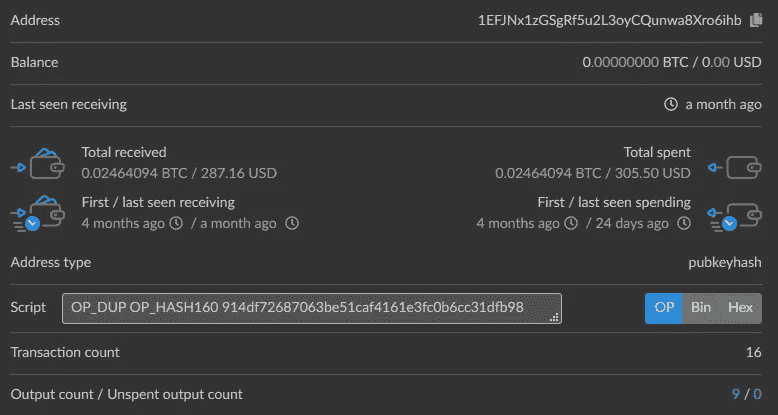 Address 1EFJNx1zGSgRf5u2L3oyCQunwa8Xro6ihb
Balance 0.00000000 BTC / 0.00 USD
Last seen receiving a month ago
Total received Total spent
0.02464094 BTC / 287.16 USD 0.02464094 BTC / 305.50 USD
First / last seen receiving First / last seen spending
4 months ago / a month ago 4 months ago / 24 days ago
Address type pubkeyhash
Script OP_DUP OP_HASH160 914df72687063be51caf4161e3fc0b6cc31dfb98 OP Bin Hex
Transaction count 16
Output count / Unspent output count 9 / 0